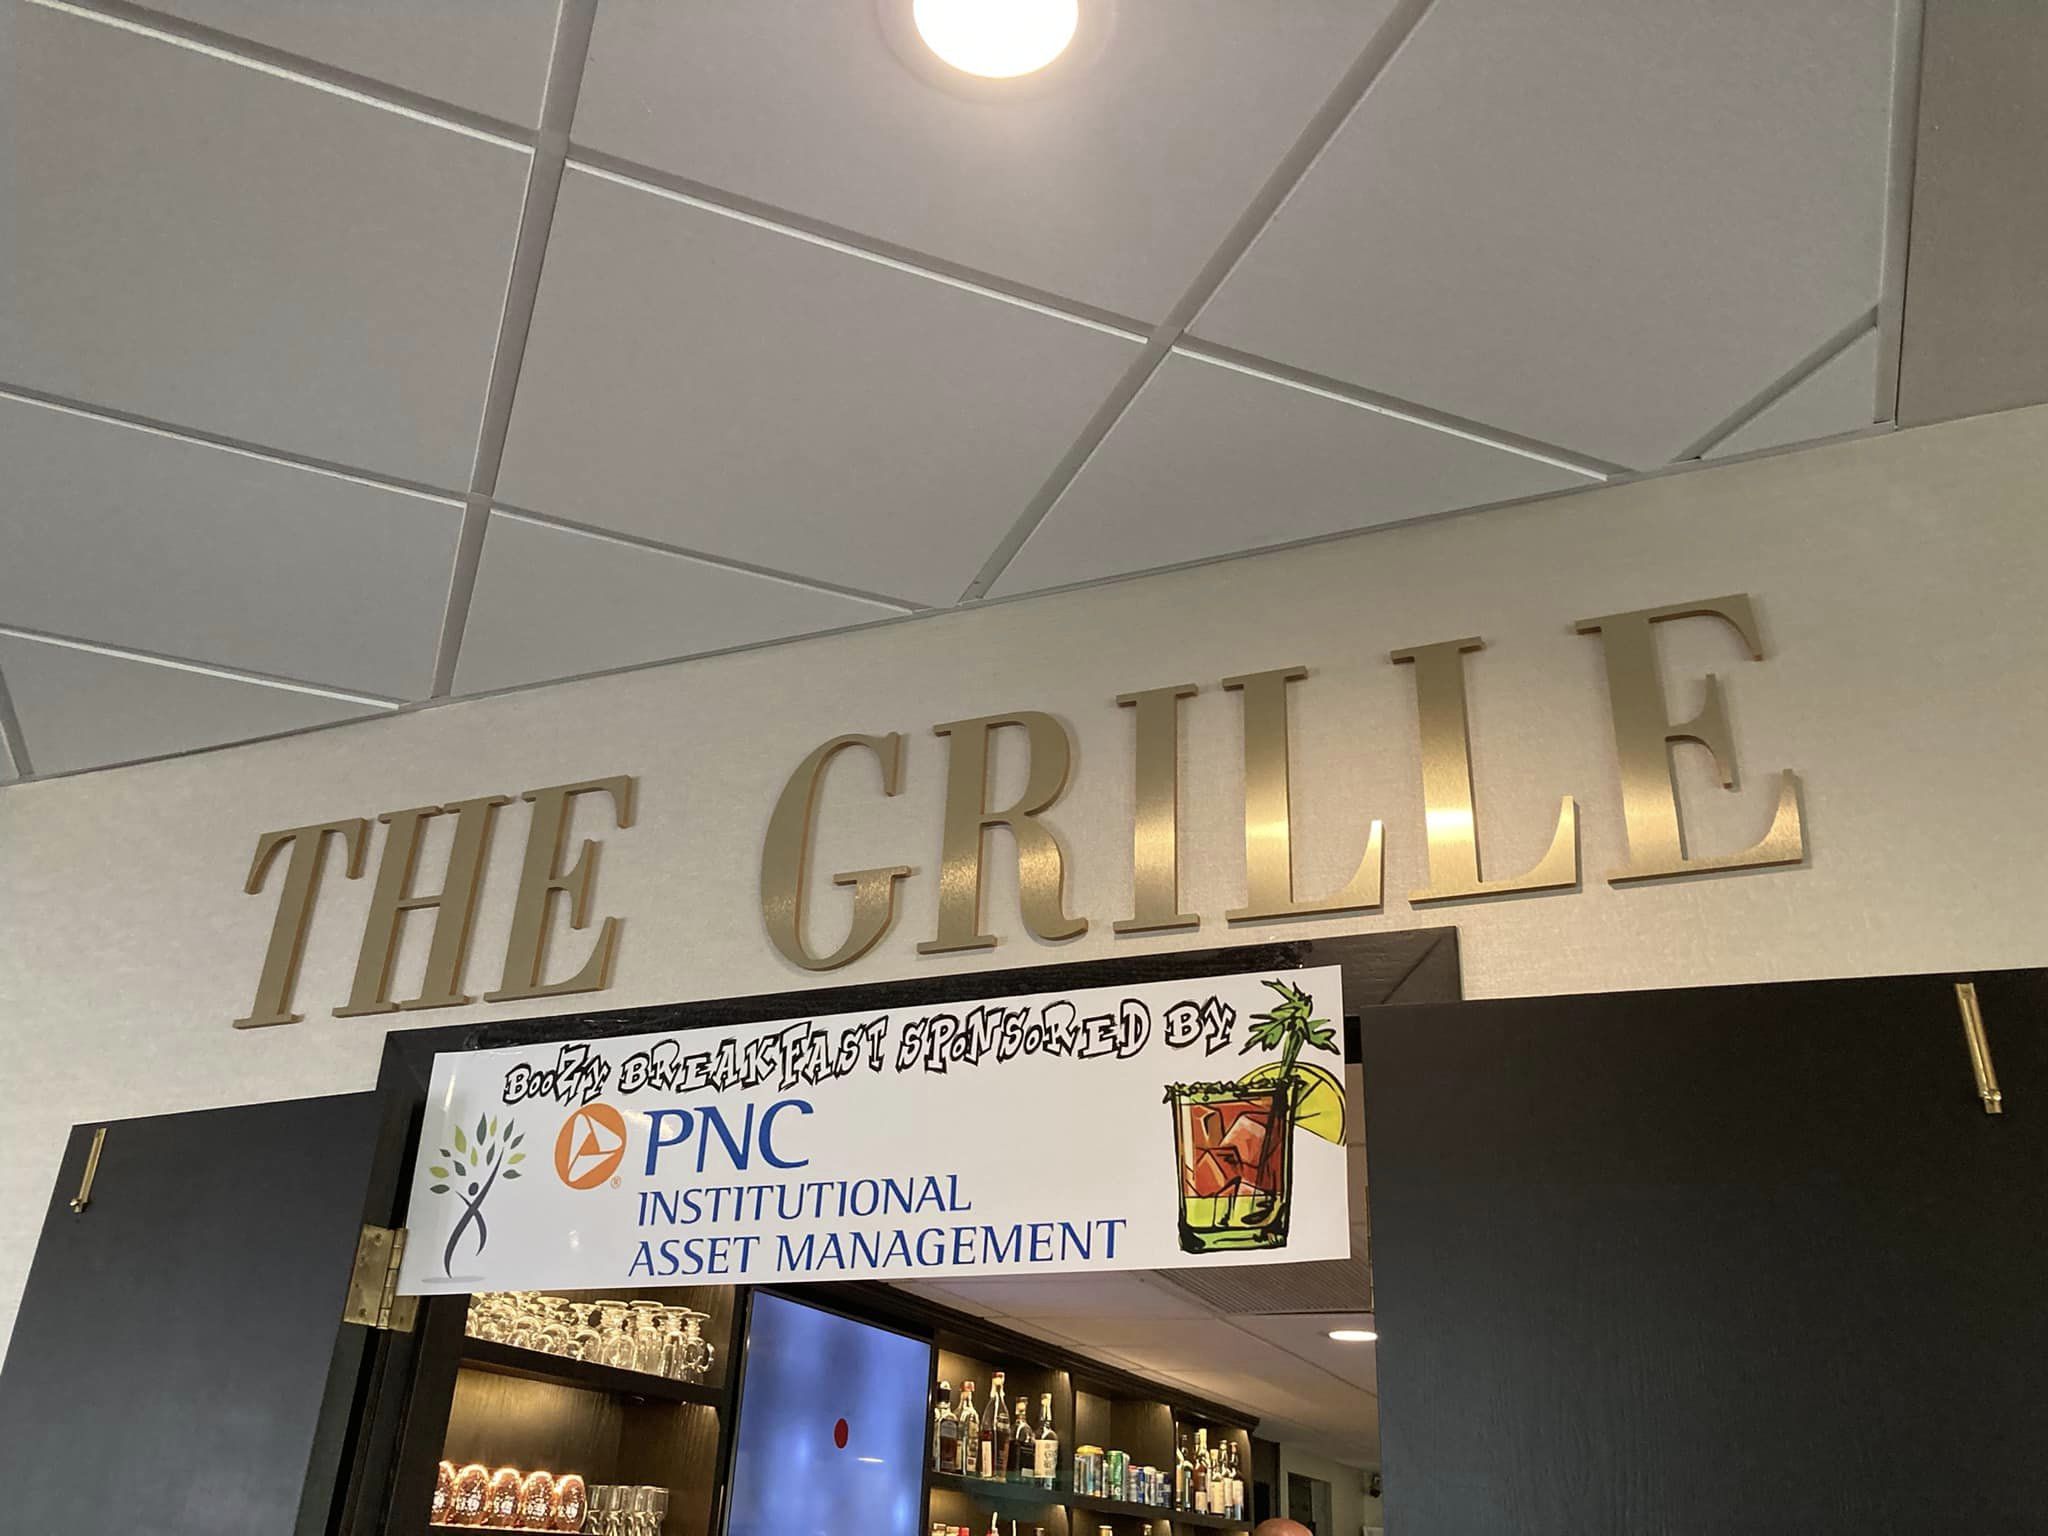 THE GRILLE
BooZy BREAKFAST SPoNSoRED BY
PNC
INSTITUTIONAL
ASSET MANAGEMENT